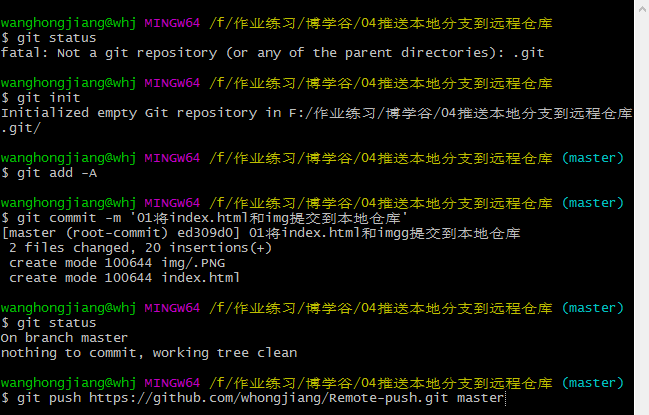 wanghongjiang@whj MINGW64 /f/作业练习/博学谷/04推送本地分支到远程仓库
$ git status
fatal: Not a git repository (or any of the parent directories): .git
wanghongjiang@whj MINGW64 /f/作业练习/博学谷/04推送本地分支到远程仓库
$ git init
Initialized empty Git repository in F:/作业练习/博学谷/04推送本地分支到远程仓库
.git/
wanghongjiang@whj MINGW64 /f/作业练习/博学谷/04推送本地分支到远程仓库 (master)
$ git add -A
wanghongjiang@whj MINGW64 /f/作业练习/博学谷/04推送本地分支到远程仓库 (master)
$ git commit -m '01将index.html和img提交到本地仓库'
[master (root-commit) ed309d0] 01将index.html和imgg提交到本地仓库
2 files changed, 20 insertions(+)
create mode 100644 img/.PNG
create mode 100644 index.html
wanghongjiang@whj MINGW64 /f/作业练习/博学谷/04推送本地分支到远程仓库 (master)
$ git status
On branch master
nothing to commit, working tree clean
wanghongjiang@whj MINGW64 /f/作业练习/博学谷/04推送本地分支到远程仓库 (master)
$ git push https://github.com/whongjiang/Remote-push.git master